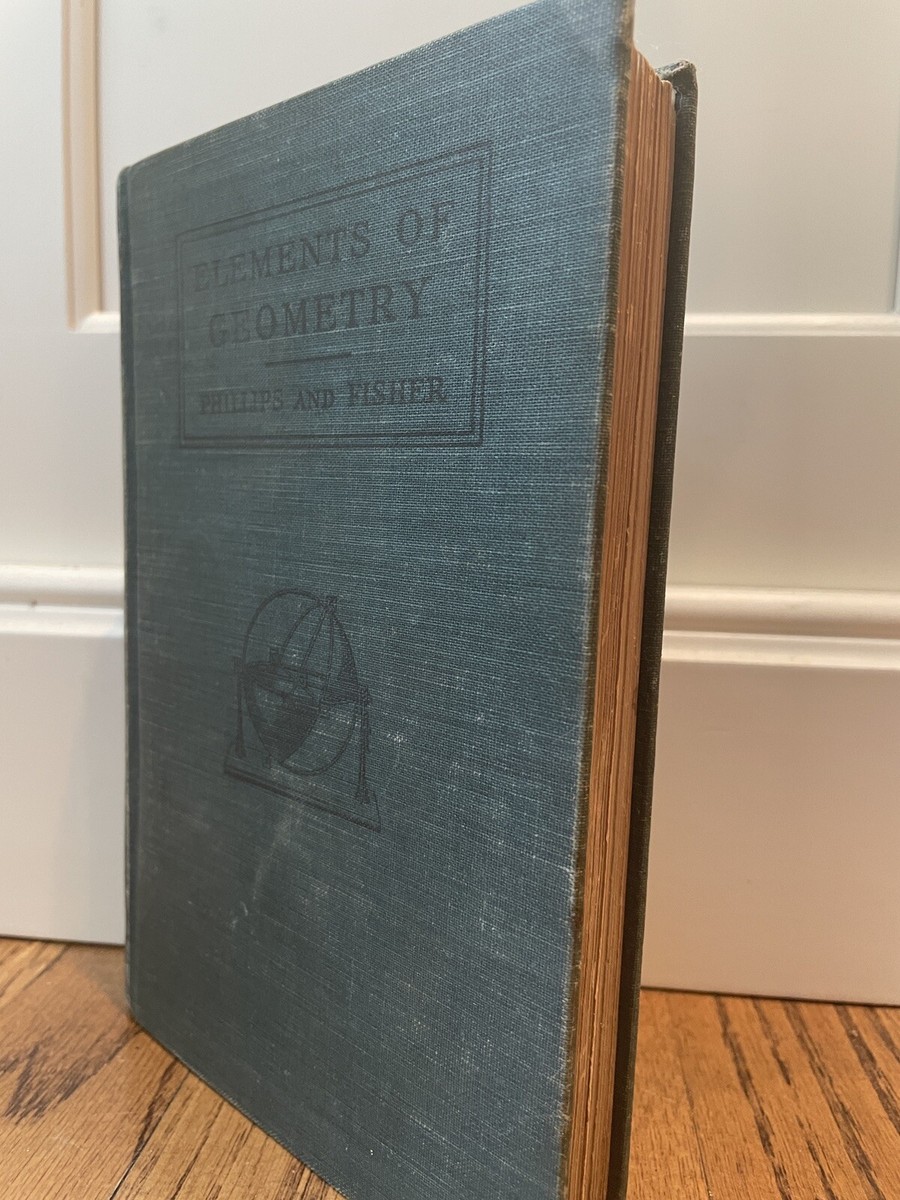 ELEMENTS OF
GEOMETRY
PHILLIPS AND FISHER